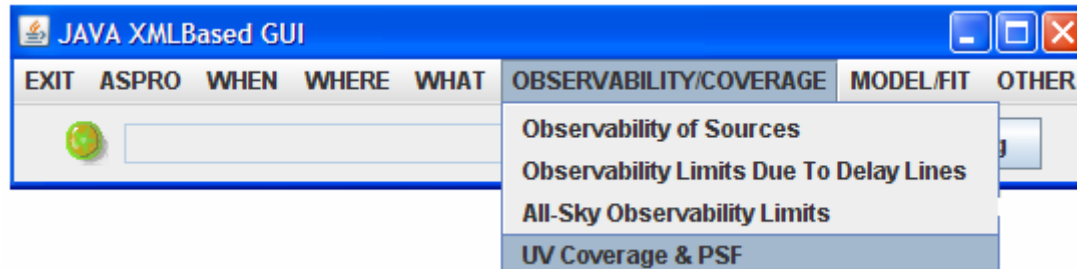 JAVA XMLBased GUI
EXIT ASPRO WHEN WHERE WHAT OBSERVABILITY/COVERAGE MODEL/FIT OTHER
Observability of Sources
Observability Limits Due To Delay Lines
All-Sky Observability Limits
UV Coverage & PSF